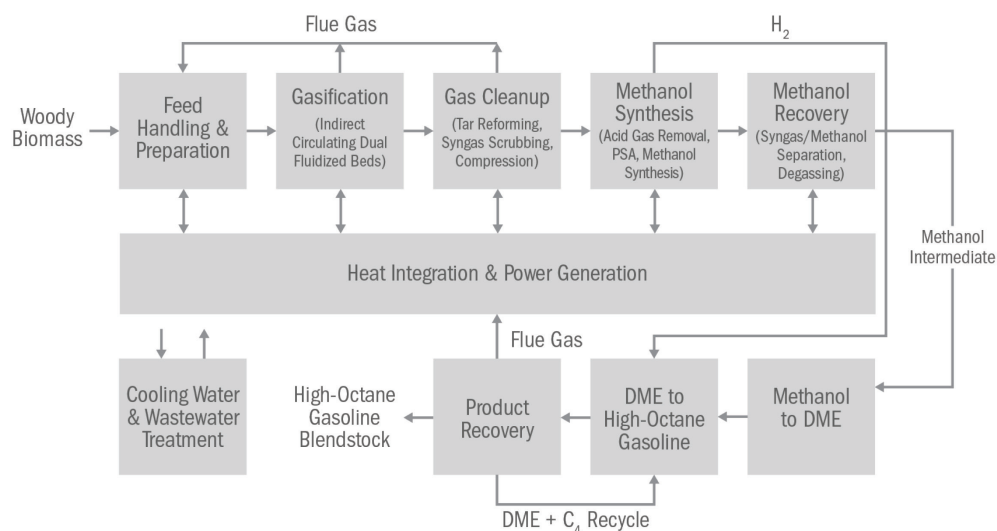 Flue Gas
H₂
Woody
Biomass
Feed
Handling &
Preparation
Gasification
(Indirect
Circulating Dual
Fluidized Beds)
Gas Cleanup
(Tar Reforming,
Syngas Scrubbing,
Compression)
Methanol
Synthesis
(Acid Gas Removal,
PSA, Methanol
Synthesis)
Methanol
Recovery
(Syngas/Methanol
Separation,
Degassing)
Methanol
Intermediate
Heat Integration & Power Generation
Flue Gas
Cooling Water
& Wastewater
Treatment
High-Octane
Gasoline
Blendstock
Product
Recovery
DME to
High-Octane
Gasoline
Methanol
to DME
DME + C₄ Recycle